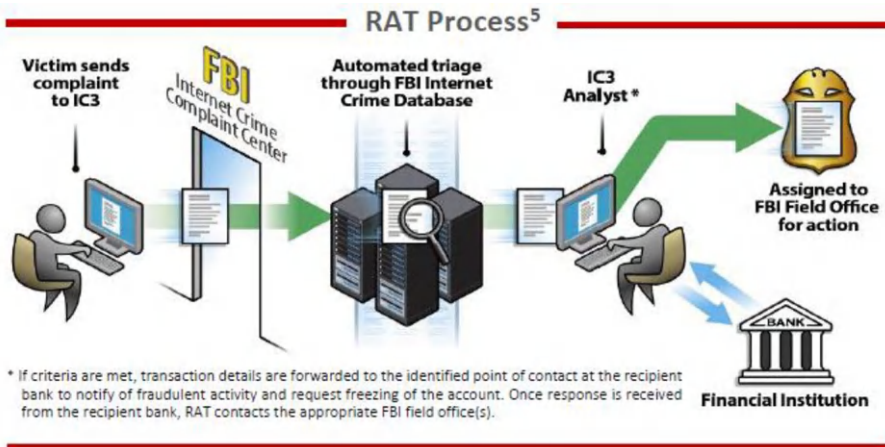 RAT Process5
Victim sends
complaint
to IC3
FBI
Internet Crime
Complaint Center
Automated triage
through FBI Internet
Crime Database
IC3
Analyst *
Assigned to
FBI Field Office
for action
BANK
Financial Institution
* If criteria are met, transaction details are forwarded to the identified point of contact at the recipient
bank to notify of fraudulent activity and request freezing of the account. Once response is received
from the recipient bank, RAT contacts the appropriate FBI field office(s).